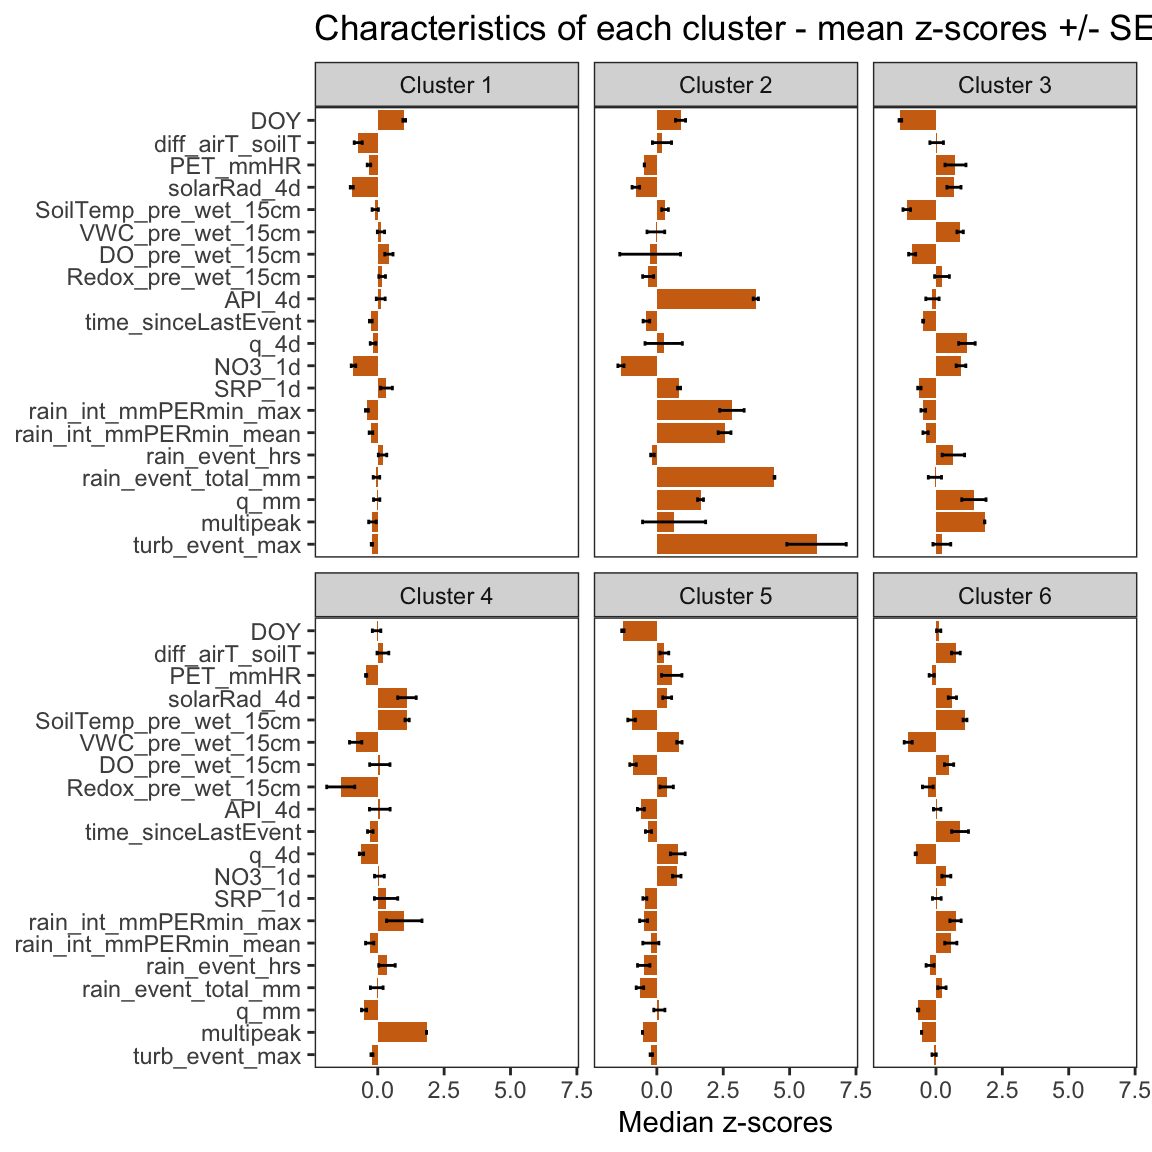 Characteristics of each cluster - mean z-scores +/- SE
Cluster 1
Cluster 2
Cluster 3
DOY
diff_airT_soilT
PET_mmHR
solarRad_4d
SoilTemp_pre_wet_15cm
VWC_pre_wet_15cm
DO_pre_wet_15cm
Redox_pre_wet_15cm
API_4d
time_sinceLastEvent
q_4d
NO3_1d
SRP_1d
rain_int_mmPERmin_max
rain_int_mmPERmin_mean
rain_event_hrs
rain_event_total_mm
q_mm
multipeak
turb_event_max
Cluster 4
Cluster 5
Cluster 6
DOY
diff_airT_soilT
PET_mmHR
solarRad_4d
SoilTemp_pre_wet_15cm
VWC_pre_wet_15cm
DO_pre_wet_15cm
Redox_pre_wet_15cm
API_4d
time_sinceLastEvent
q_4d
NO3_1d
SRP_1d
rain_int_mmPERmin_max
rain_int_mmPERmin_mean
rain_event_hrs
rain_event_total_mm
q_mm
multipeak
turb_event_max
0.0 2.5 5.0 7.5 0.0 2.5 5.0 7.5 0.0 2.5 5.0 7.5
Median z-scores